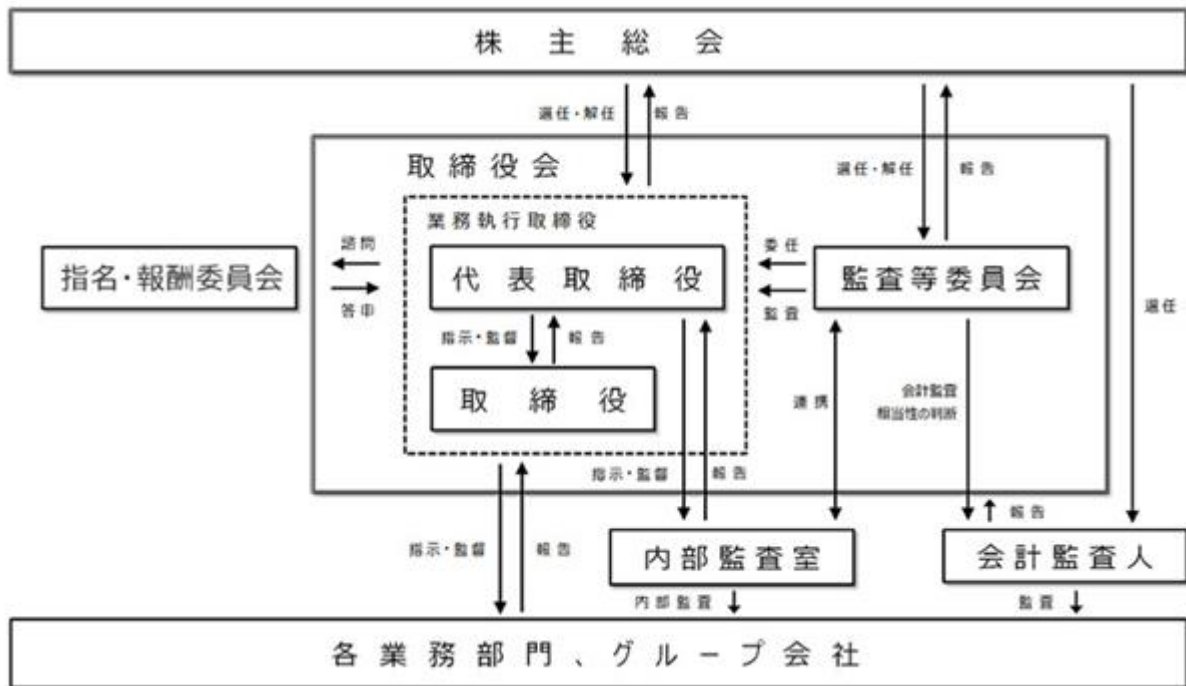 株主総会
選任・解任
報告
選任・解任
報告
選任
取締役会
業務執行取締役
諮問
答申
指名・報酬委員会
代表取締役
委任
監査
監査等委員会
指示・監督
報告
取締役
連携
会計監査
相当性の判断
指示・監督
報告
報告
指示・監督
報告
内部監査室
会計監査人
内部監査
監査
各業務部門、グループ会社